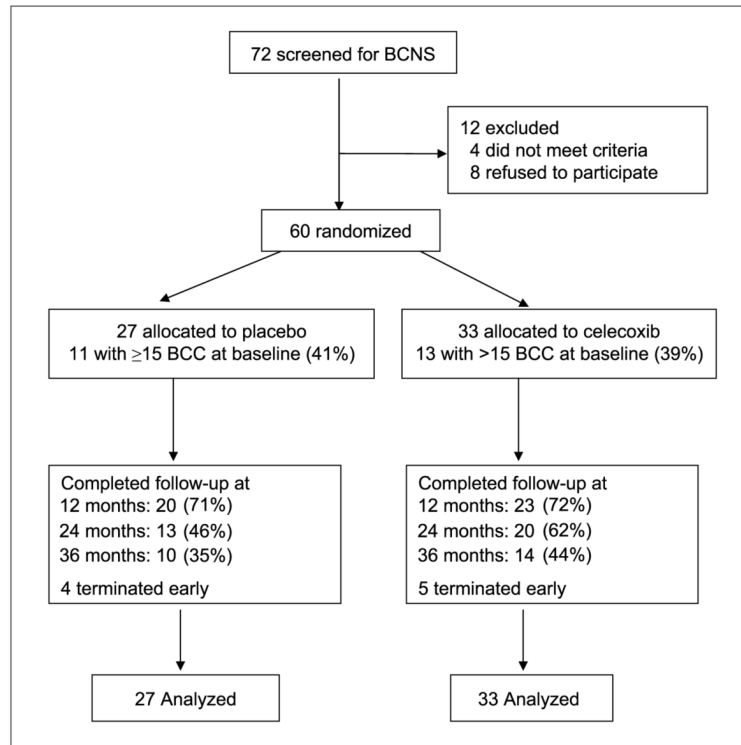 72 screened for BCNS
12 excluded
4 did not meet criteria
8 refused to participate
60 randomized
27 allocated to placebo
11 with ≥15 BCC at baseline (41%)
33 allocated to celecoxib
13 with >15 BCC at baseline (39%)
Completed follow-up at
12 months: 20 (71%)
24 months: 13 (46%)
36 months: 10 (35%)
4 terminated early
Completed follow-up at
12 months: 23 (72%)
24 months: 20 (62%)
36 months: 14 (44%)
5 terminated early
27 Analyzed
33 Analyzed